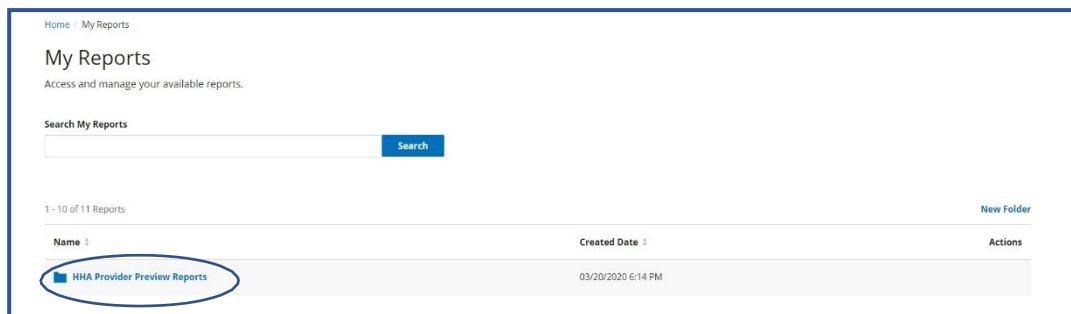 Home / My Reports
My Reports
Access and manage your available reports.
Search My Reports
Search
1 - 10 of 11 Reports New Folder
Name Created Date Actions
HHA Provider Preview Reports 03/20/2020 6:14 PM